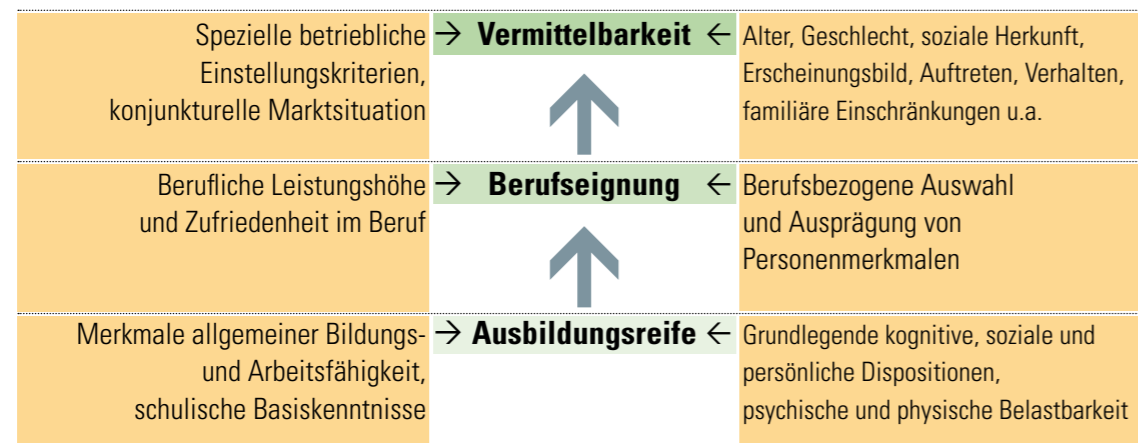 Spezielle betriebliche → Vermittelbarkeit ← Alter, Geschlecht, soziale Herkunft,
Einstellungskriterien, Erscheinungsbild, Auftreten, Verhalten,
konjunkturelle Marktsituation familiäre Einschränkungen u.a.
Berufliche Leistungshöhe → Berufseignung ← Berufsbezogene Auswahl
und Zufriedenheit im Beruf und Ausprägung von
Personenmerkmalen
Merkmale allgemeiner Bildungs- → Ausbildungsreife ← Grundlegende kognitive, soziale und
und Arbeitsfähigkeit, persönliche Dispositionen,
schulische Basiskenntnisse psychische und physische Belastbarkeit